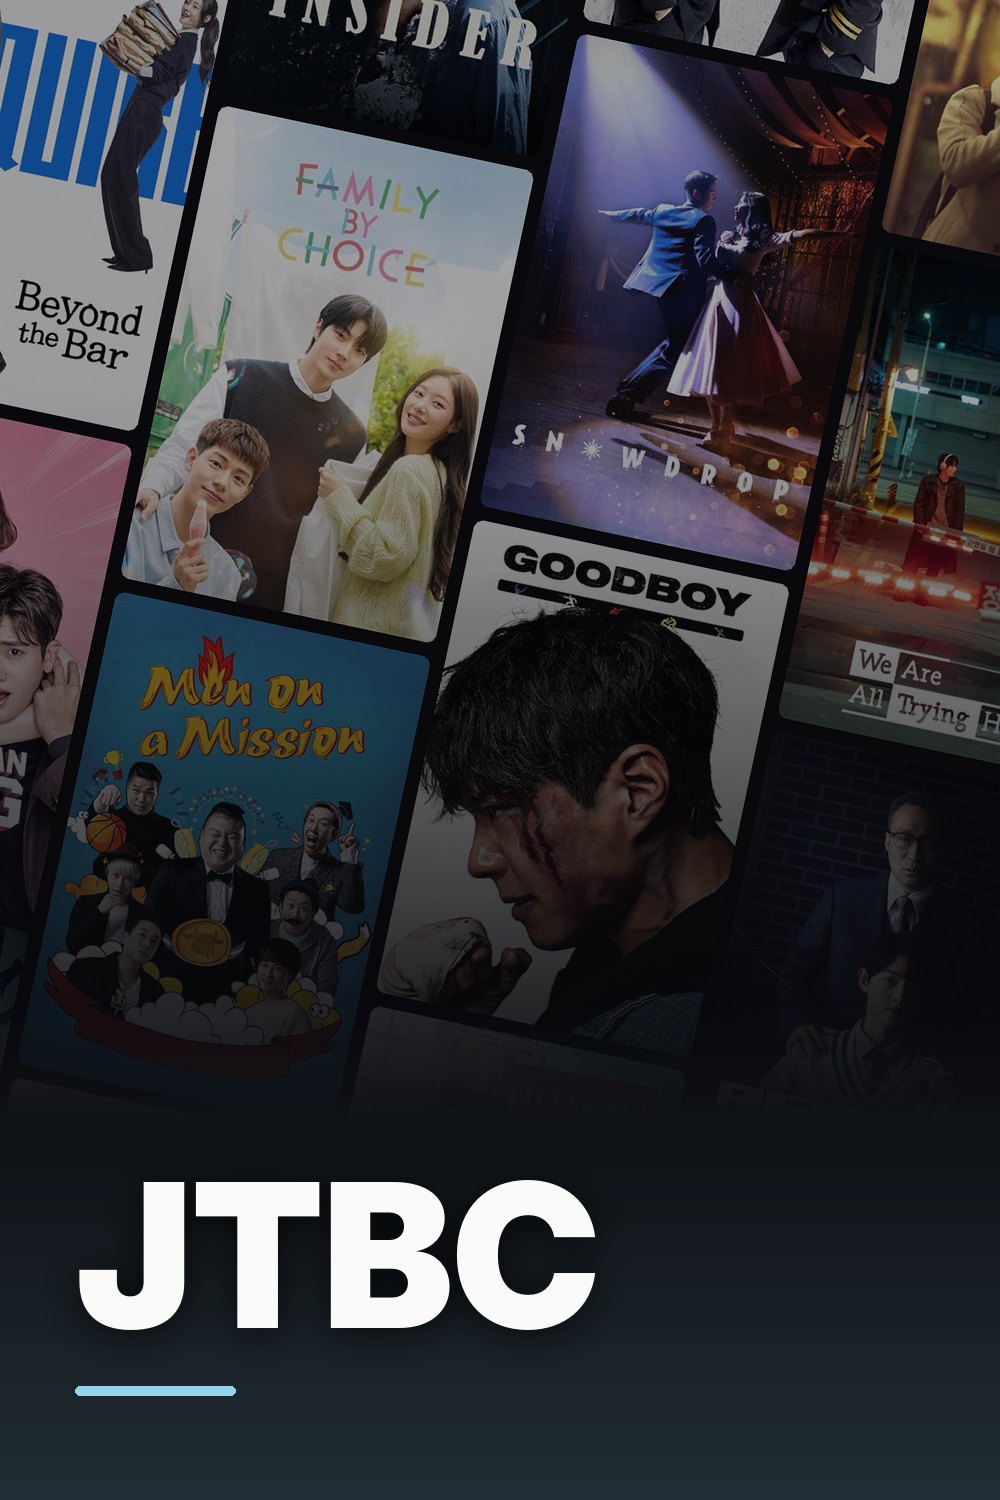 INSIDER
Beyond
the Bar
FAMILY
BY
CHOICE
SNOWDROP
GOODBOY
We Are
All Trying H
Men on
a Mission
JTBC